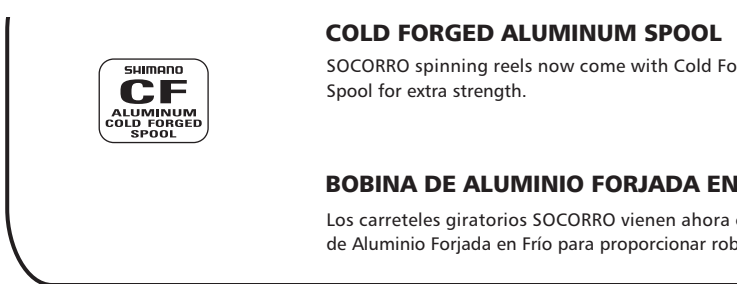 SHIMANO
CF
ALUMINUM
COLD FORGED
SPOOL
COLD FORGED ALUMINUM SPOOL
SOCORRO spinning reels now come with Cold Fo
Spool for extra strength.
BOBINA DE ALUMINIO FORJADA EN
Los carreteles giratorios SOCORRO vienen ahora
de Aluminio Forjada en Frío para proporcionar rob